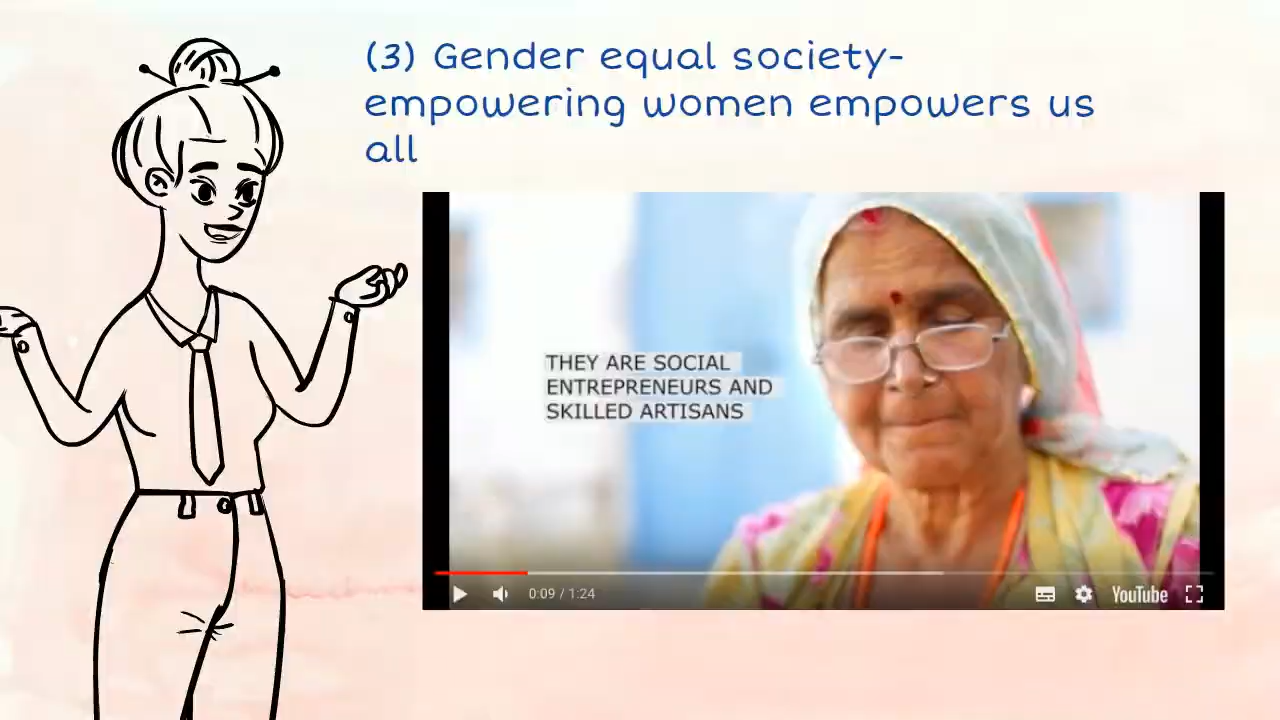 (3) Gender equal society-
empowering women empowers us
all
THEY ARE SOCIAL
ENTREPRENEURS AND
SKILLED ARTISANS
0:09 / 1:24
YouTube